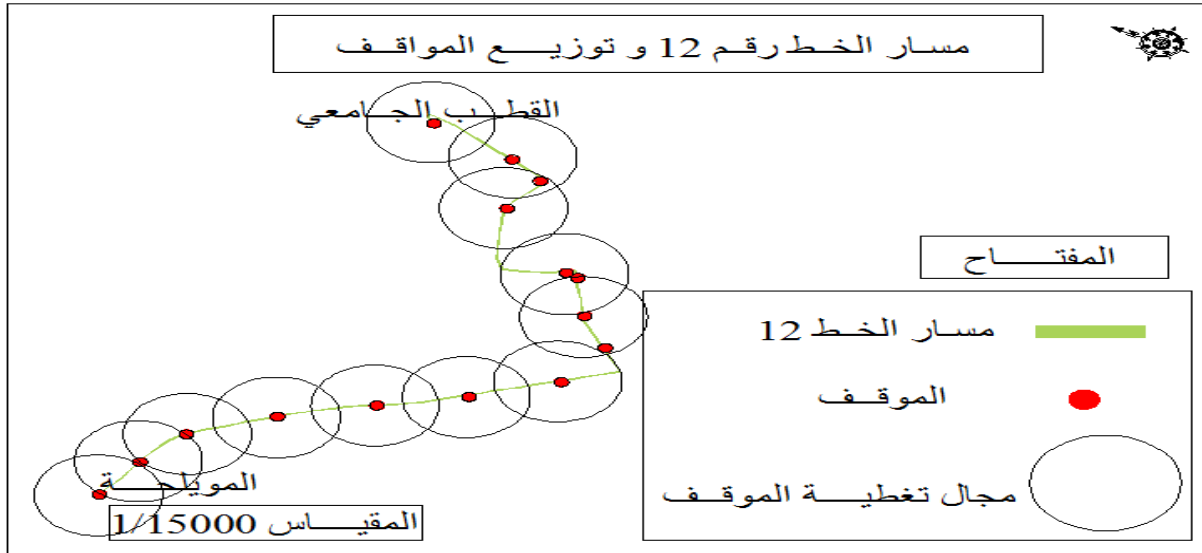 مسار الخط رقم 12 و توزيع المواقف
القطب الجامعي
المفتاح
مسار الخط 12
الموقف
مجال تغطية الموقف
المويلحة
المقياس 1/15000